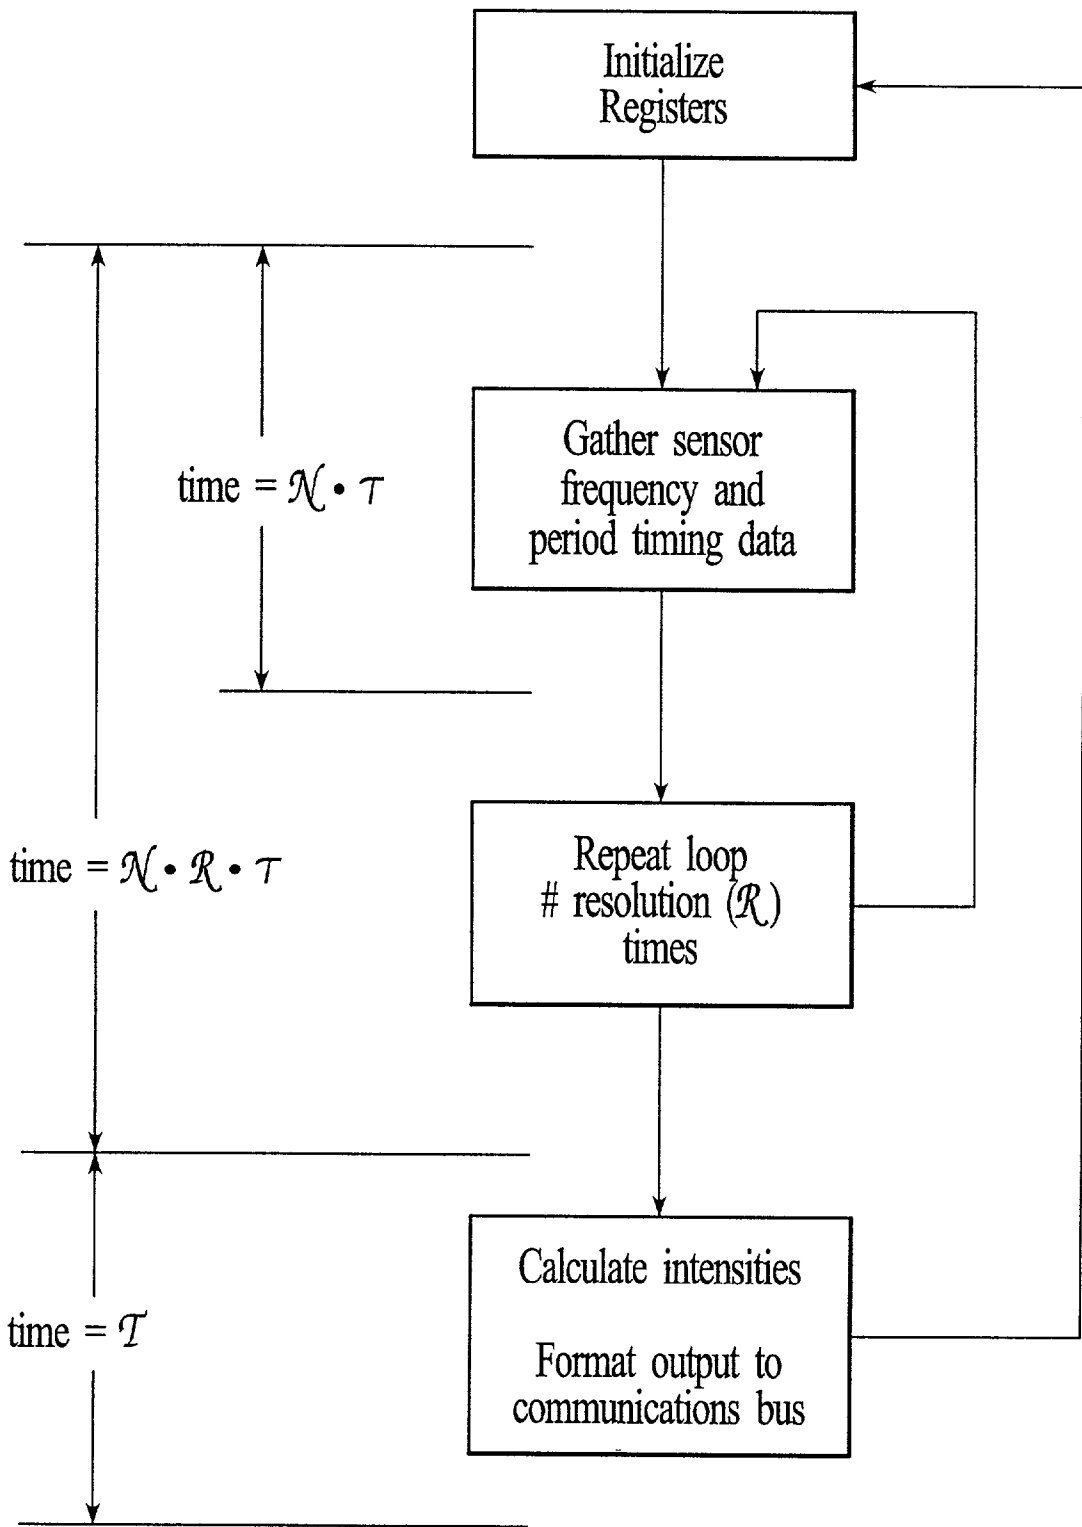 Initialize
Registers
Gather sensor
frequency and
period timing data
time = 𝒩 • τ
Repeat loop
# resolution (ℛ)
times
time = 𝒩 • ℛ • τ
Calculate intensities
Format output to
communications bus
time = 𝒯